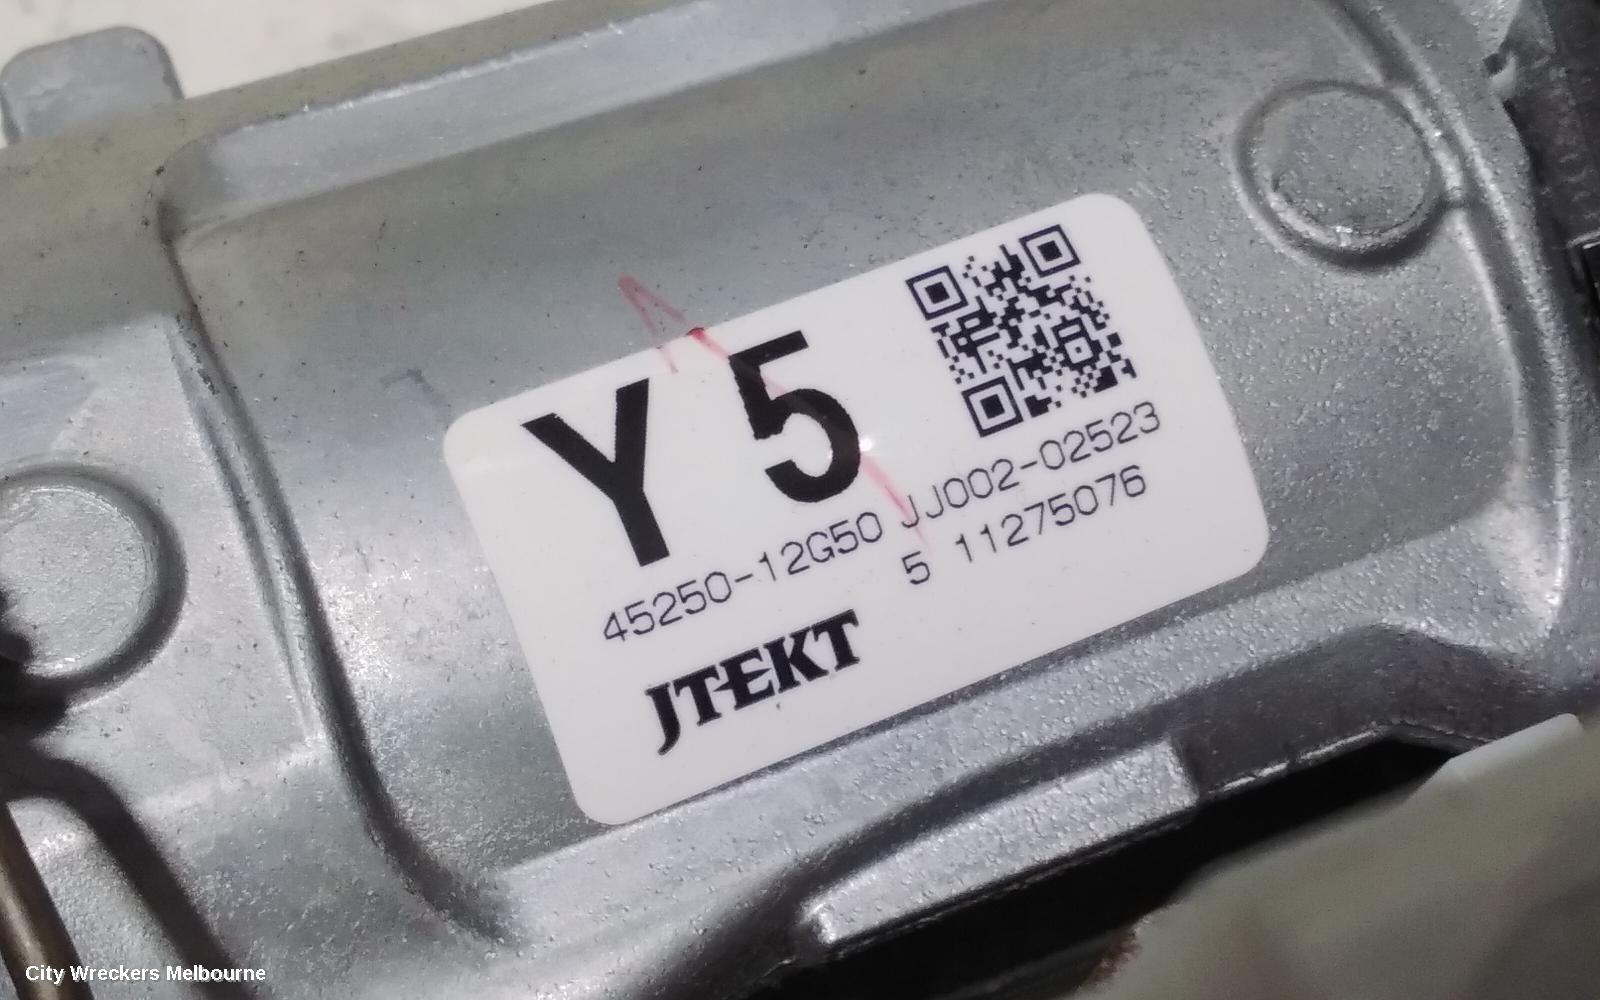 Y 5
45250-12G50 JJ002-02523
5 11275076
JTEKT
City Wreckers Melbourne